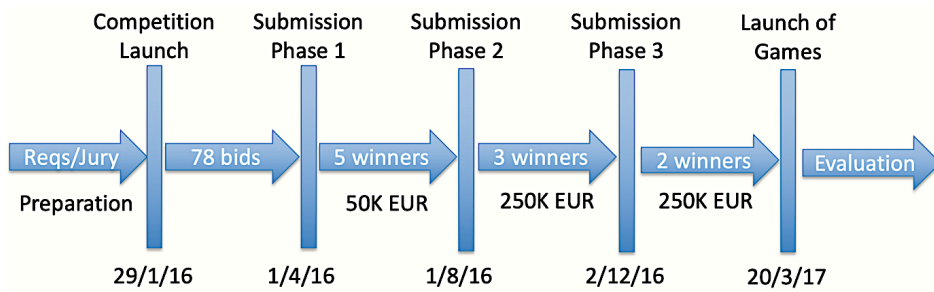 Competition
Launch
Submission
Phase 1
Submission
Phase 2
Submission
Phase 3
Launch of
Games
Reqs/Jury
78 bids
5 winners
3 winners
2 winners
Evaluation
Preparation
50K EUR
250K EUR
250K EUR
29/1/16
1/4/16
1/8/16
2/12/16
20/3/17